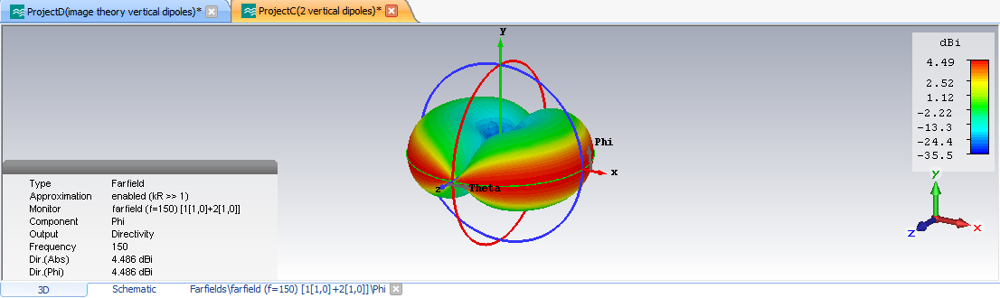 ProjectD(image theory vertical dipoles)*
ProjectC(2 vertical dipoles)*
y
dBi
4.49
2.52
1.12
-2.22
-13.3
-24.4
-35.5
Phi
x
z
Theta
y
x
z
Type Farfield
Approximation enabled (kR >> 1)
Monitor farfield (f=150) [1[1,0]+2[1,0]]
Component Phi
Output Directivity
Frequency 150
Dir.(Abs) 4.486 dBi
Dir.(Phi) 4.486 dBi
3D Schematic Farfields\farfield (f=150) [1[1,0]+2[1,0]]\Phi